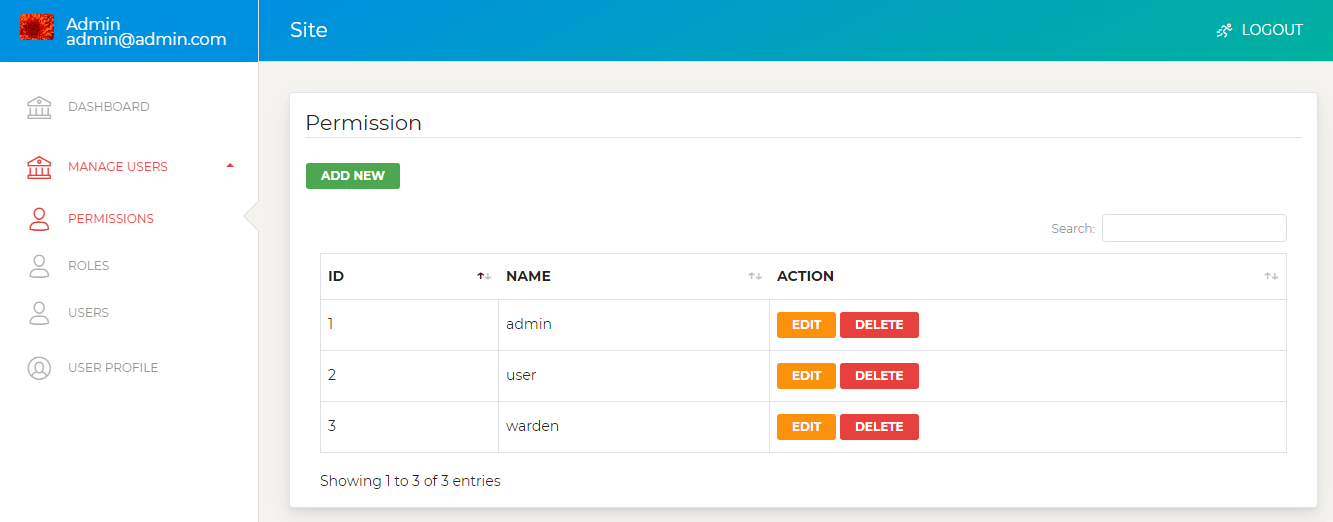 Admin
admin@admin.com
Site
LOGOUT
DASHBOARD
MANAGE USERS
PERMISSIONS
ROLES
USERS
USER PROFILE
Permission
ADD NEW
Search:
ID NAME ACTION
1 admin EDIT DELETE
2 user EDIT DELETE
3 warden EDIT DELETE
Showing 1 to 3 of 3 entries